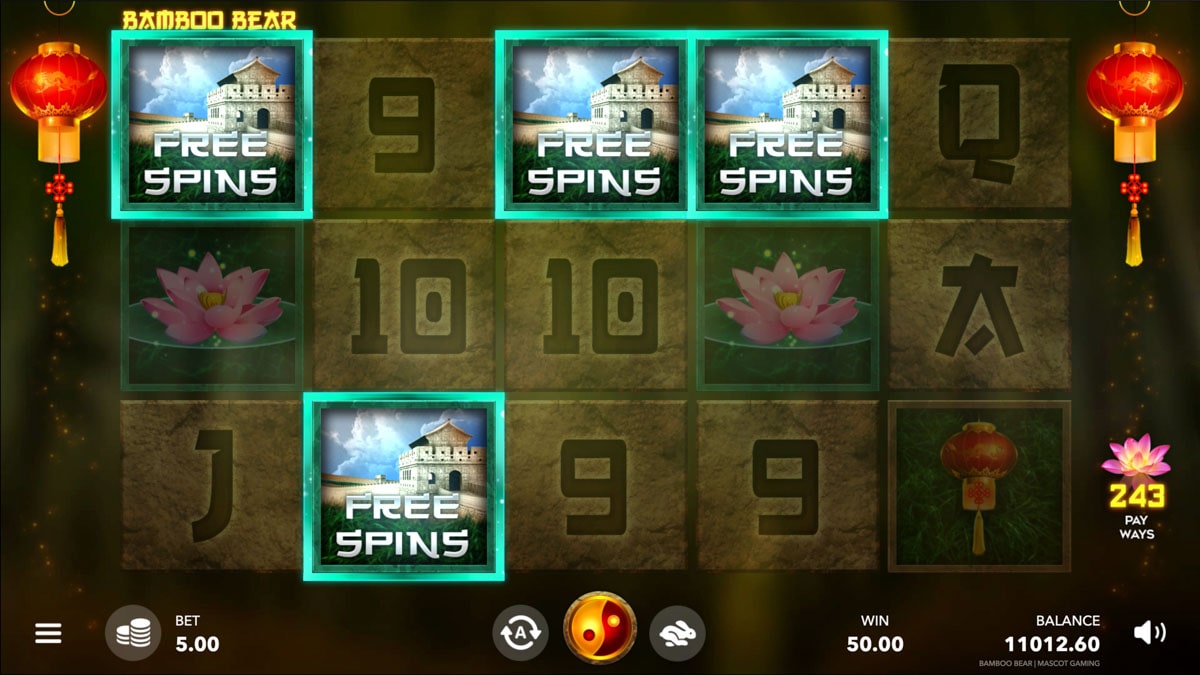 BAMBOO BEAR
FREE
SPINS
9
FREE
SPINS
FREE
SPINS
Q
10
10
A
J
FREE
SPINS
9
9
243
PAY
WAYS
BET
5.00
A
WIN
50.00
BALANCE
11012.60
BAMBOO BEAR | MASCOT GAMING